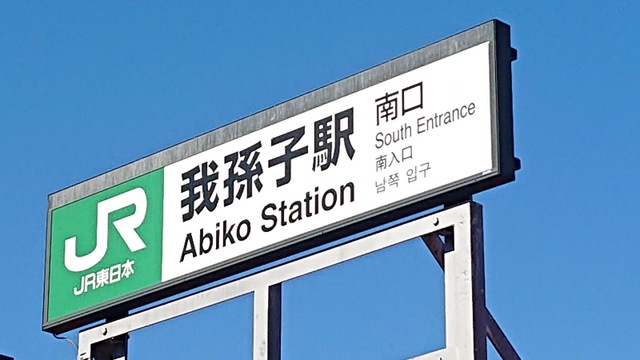 JR
JR東日本
我孫子駅
Abiko Station
南口
South Entrance
南入口
남쪽 입구